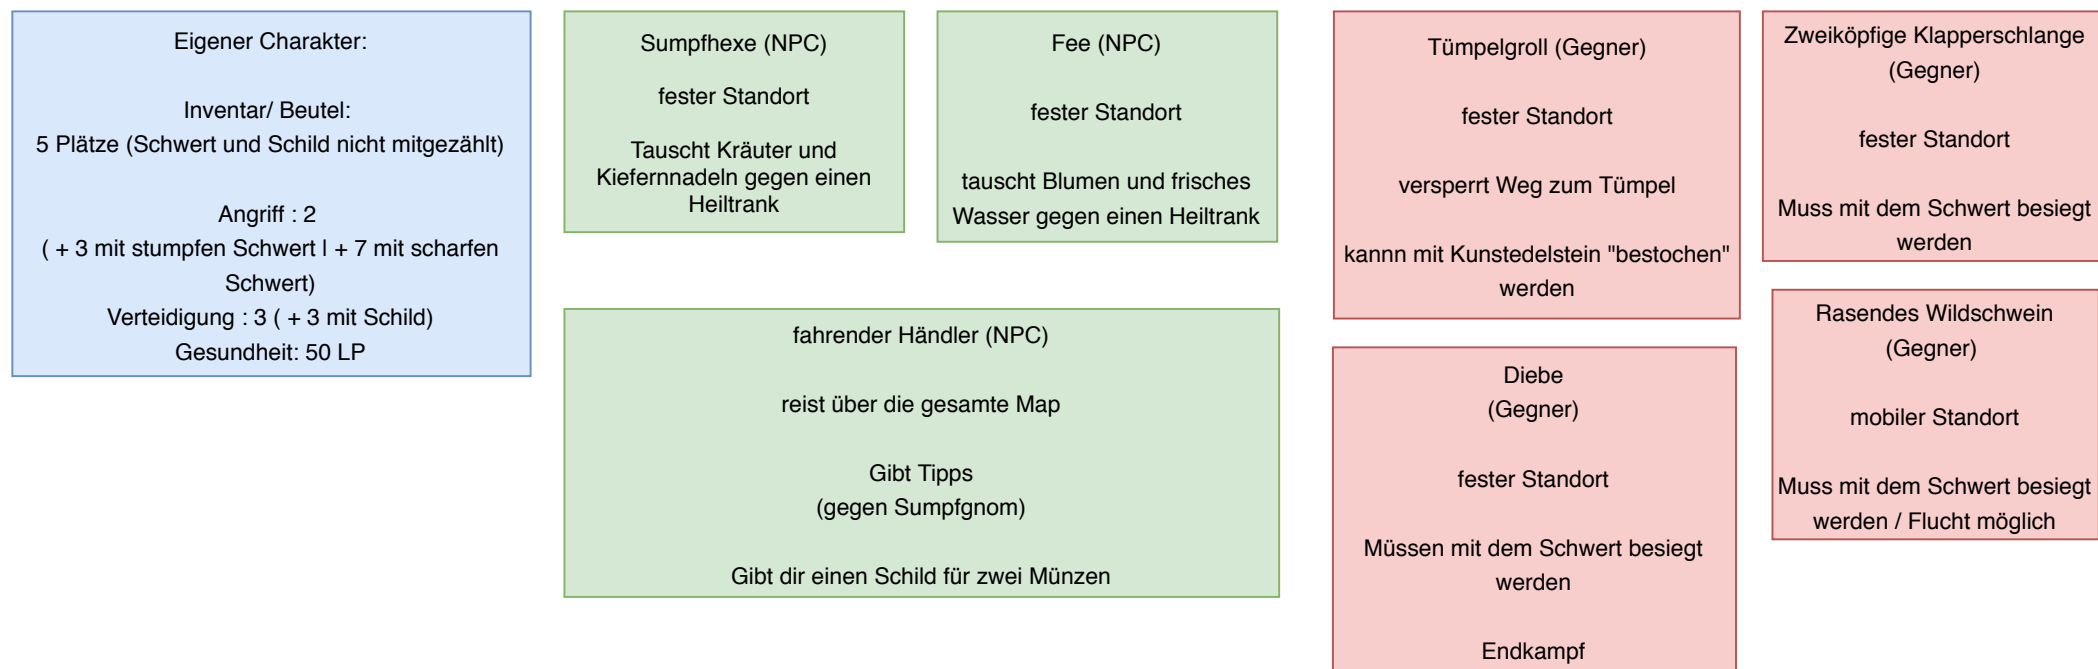 Eigener Charakter:
Inventar/ Beutel:
5 Plätze (Schwert und Schild nicht mitgezählt)
Angriff : 2
( + 3 mit stumpfen Schwert I + 7 mit scharfen
Schwert)
Verteidigung : 3 ( + 3 mit Schild)
Gesundheit: 50 LP
Sumpfhexe (NPC)
fester Standort
Tauscht Kräuter und
Kiefernnadeln gegen einen
Heiltrank
Fee (NPC)
fester Standort
tauscht Blumen und frisches
Wasser gegen einen Heiltrank
fahrender Händler (NPC)
reist über die gesamte Map
Gibt Tipps
(gegen Sumpfgnom)
Gibt dir einen Schild für zwei Münzen
Tümpelgroll (Gegner)
fester Standort
versperrt Weg zum Tümpel
kannn mit Kunstedelstein "bestochen"
werden
Zweiköpfige Klapperschlange
(Gegner)
fester Standort
Muss mit dem Schwert besiegt
werden
Diebe
(Gegner)
fester Standort
Müssen mit dem Schwert besiegt
werden
Endkampf
Rasendes Wildschwein
(Gegner)
mobiler Standort
Muss mit dem Schwert besiegt
werden / Flucht möglich